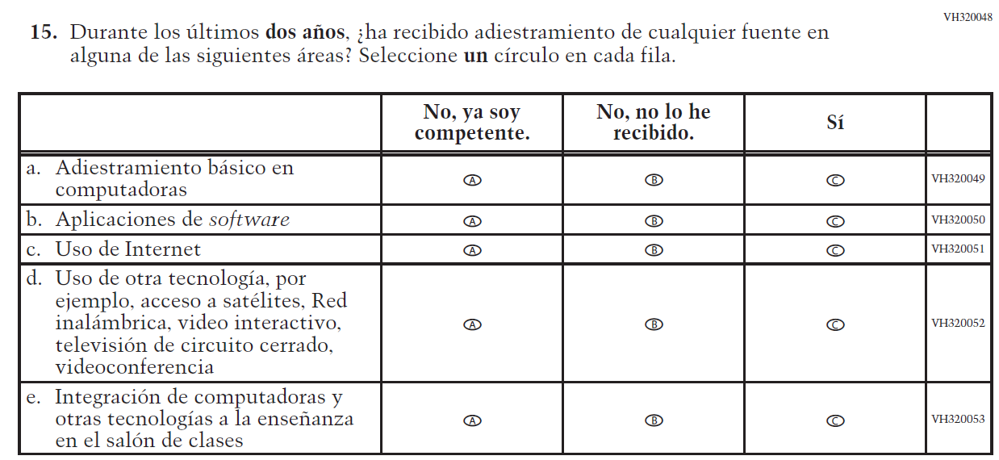 VH320048
15. Durante los últimos dos años, ¿ha recibido adiestramiento de cualquier fuente en
alguna de las siguientes áreas? Seleccione un círculo en cada fila.
No, ya soy
competente.
No, no lo he
recibido.
Sí
a. Adiestramiento básico en
computadoras
A B C VH320049
b. Aplicaciones de software A B C VH320050
c. Uso de Internet A B C VH320051
d. Uso de otra tecnología, por
ejemplo, acceso a satélites, Red
inalámbrica, video interactivo,
televisión de circuito cerrado,
videoconferencia
A B C VH320052
e. Integración de computadoras y
otras tecnologías a la enseñanza
en el salón de clases
A B C VH320053